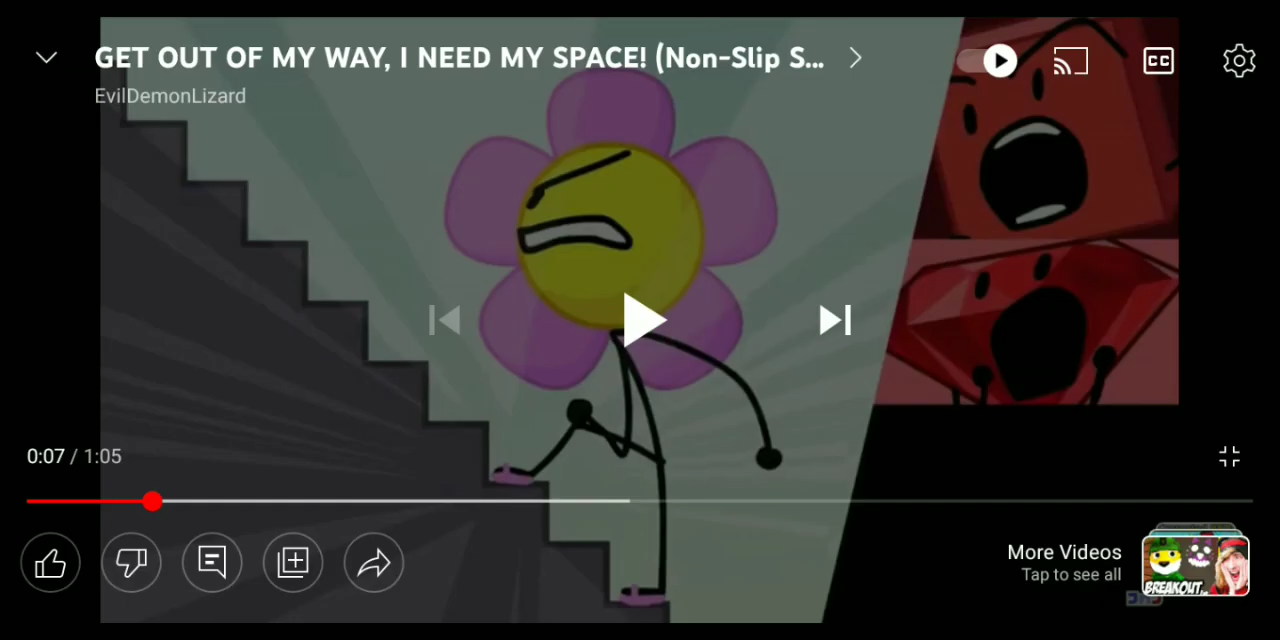 GET OUT OF MY WAY, I NEED MY SPACE! (Non-Slip S...
EvilDemonLizard
CC
0:07 / 1:05
More Videos
Tap to see all
BREAKOUT